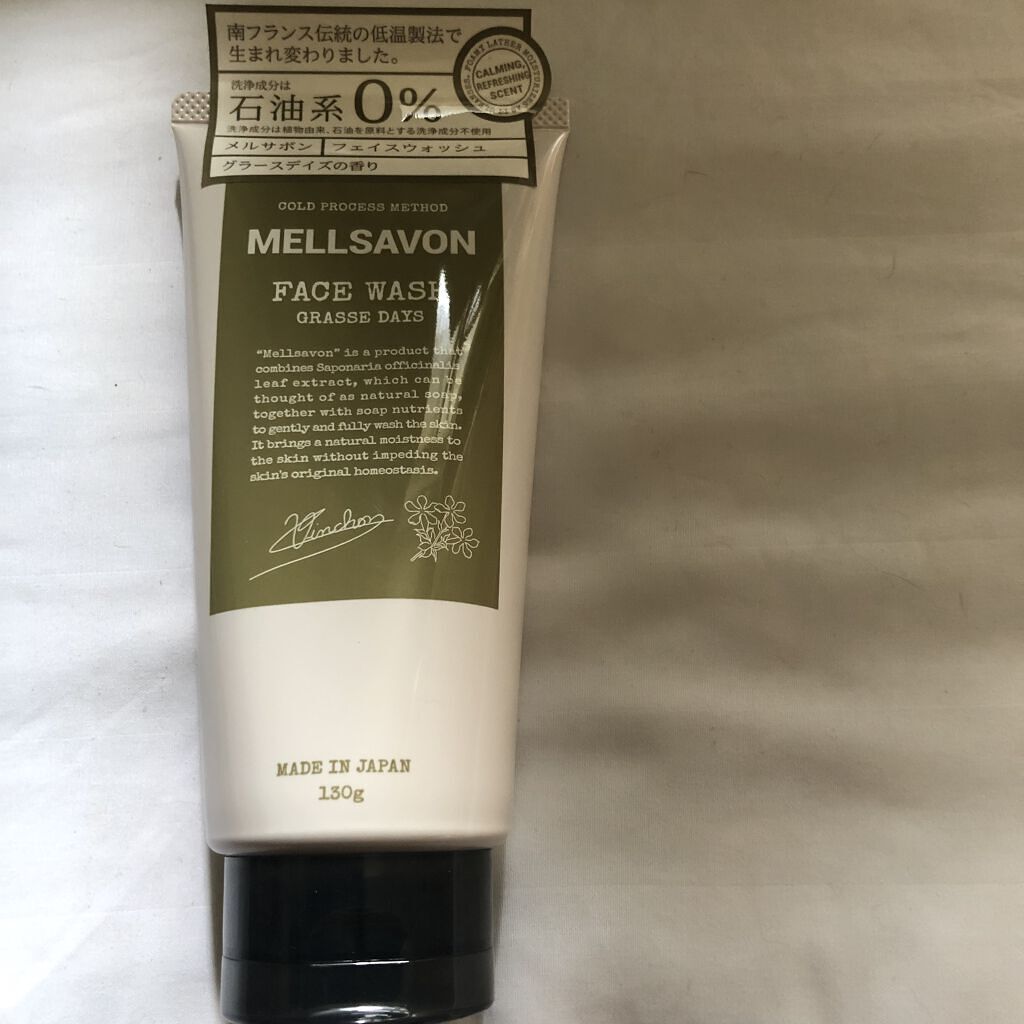 南フランス伝統の低温製法で
生まれ変わりました。
洗浄成分は
石油系0%
洗浄成分は植物由来、石油を原料とする洗浄成分不使用
メルサボン フェイスウォッシュ
グラースデイズの香り
CALMING,
REFRESHING
SCENT
FOAMY LATHER
COLD PROCESS METHOD
MELLSAVON
FACE WASH
GRASSE DAYS
“Mellsavon” is a product that
combines Saponaria officinalis
leaf extract, which can be
thought of as natural soap,
together with soap nutrients
to gently and fully wash the skin.
It brings a natural moistness to
the skin without impeding the
skin's original homeostasis.
MADE IN JAPAN
130g